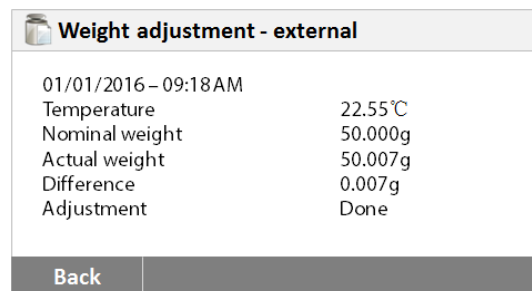 Weight adjustment - external
01/01/2016 – 09:18 AM
Temperature 22.55℃
Nominal weight 50.000g
Actual weight 50.007g
Difference 0.007g
Adjustment Done
Back